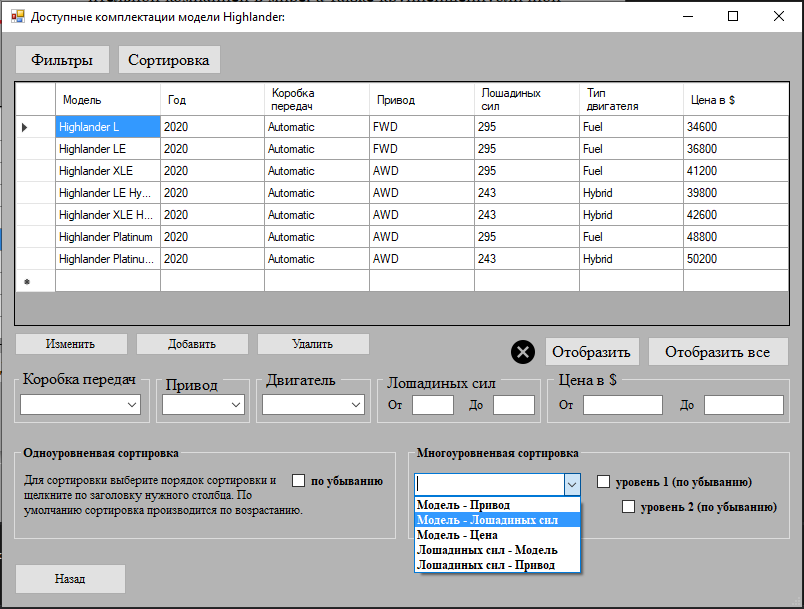 Доступные комплектации модели Highlander:
Фильтры Сортировка
Модель Год Коробка передач Привод Лошадиных сил Тип двигателя Цена в $
Highlander L 2020 Automatic FWD 295 Fuel 34600
Highlander LE 2020 Automatic FWD 295 Fuel 36800
Highlander XLE 2020 Automatic AWD 295 Fuel 41200
Highlander LE Hy... 2020 Automatic AWD 243 Hybrid 39800
Highlander XLE H... 2020 Automatic AWD 243 Hybrid 42600
Highlander Platinum 2020 Automatic AWD 295 Fuel 48800
Highlander Platinu... 2020 Automatic AWD 243 Hybrid 50200
Изменить Добавить Удалить
Отобразить Отобразить все
Коробка передач Привод Двигатель Лошадиных сил Цена в $
От До От До
Одноуровненвая сортировка
Для сортировки выберите порядок сортировки и
щелкните по заголовку нужного столбца. По
умолчанию сортировка производится по возрастанию.
по убыванию
Многоуровненвая сортировка
уровень 1 (по убыванию)
уровень 2 (по убыванию)
Модель - Привод
Модель - Лошадиных сил
Модель - Цена
Лошадиных сил - Модель
Лошадиных сил - Привод
Назад